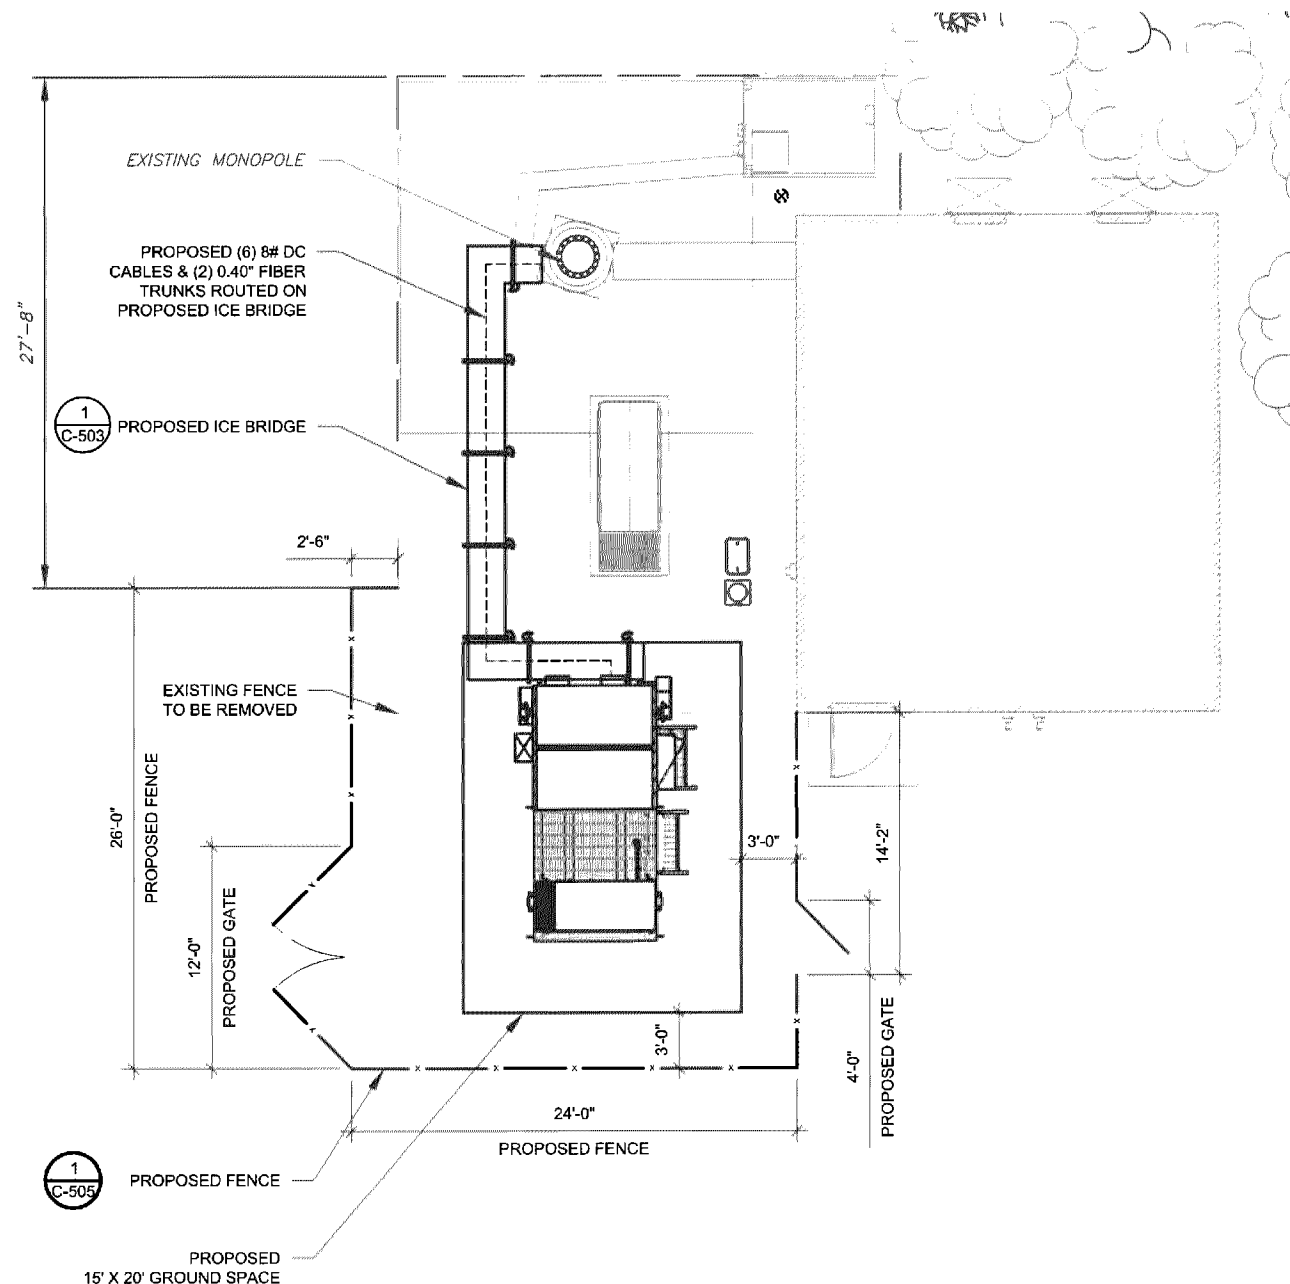 EXISTING MONOPOLE
PROPOSED (6) 8# DC
CABLES & (2) 0.40" FIBER
TRUNKS ROUTED ON
PROPOSED ICE BRIDGE
27'-8"
1
C-503
PROPOSED ICE BRIDGE
2'-6"
EXISTING FENCE
TO BE REMOVED
26'-0"
PROPOSED FENCE
12'-0"
PROPOSED GATE
3'-0"
14'-2"
3'-0"
4'-0"
PROPOSED GATE
24'-0"
PROPOSED FENCE
1
C-505
PROPOSED FENCE
PROPOSED
15' X 20' GROUND SPACE